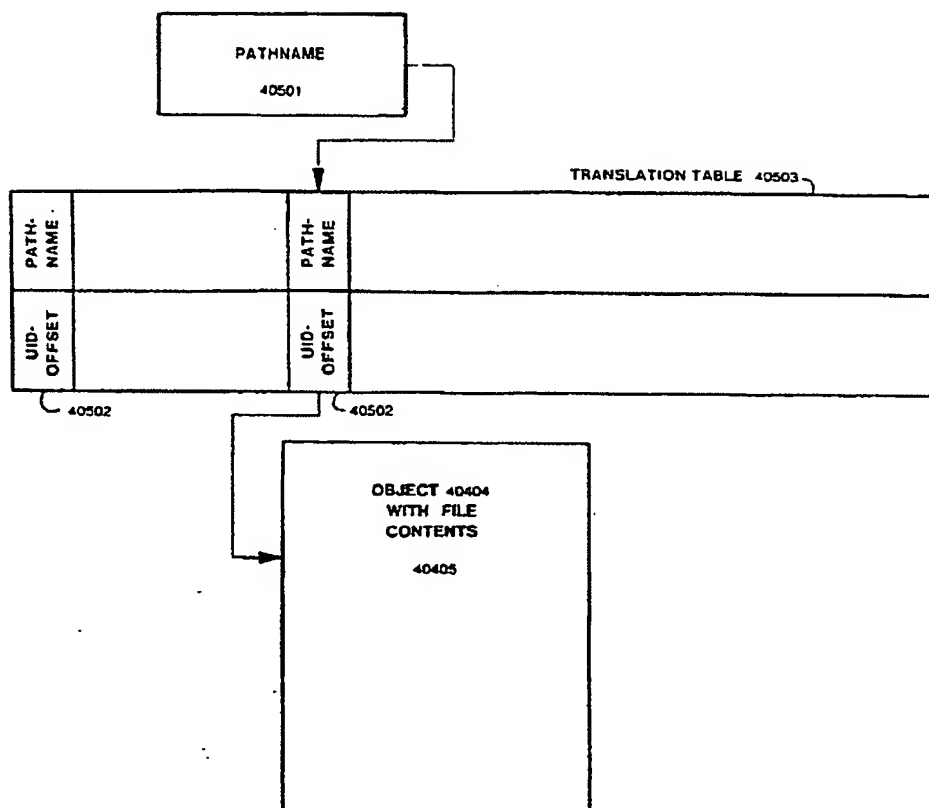 PATHNAME
40501
TRANSLATION TABLE 40503
PATH-
NAME
PATH-
NAME
UID-
OFFSET
UID-
OFFSET
40502
40502
OBJECT 40404
WITH FILE
CONTENTS
40405